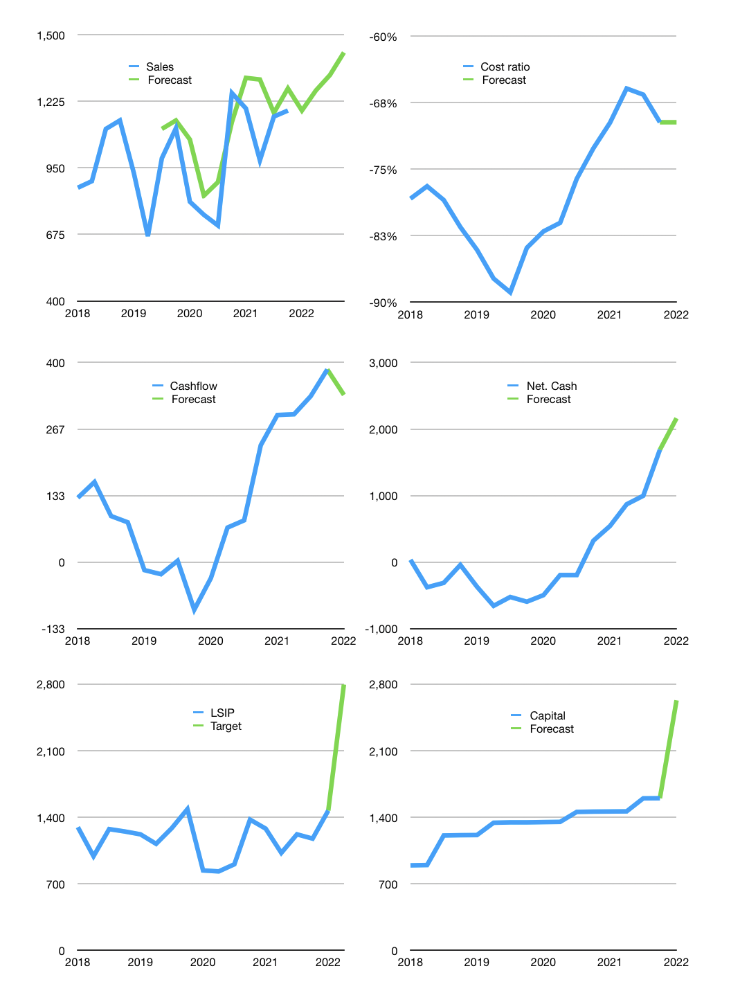 1,500
Sales
Forecast
1,225
950
675
400
2018 2019 2020 2021 2022
-60%
Cost ratio
Forecast
-68%
-75%
-83%
-90%
2018 2019 2020 2021 2022
400
Cashflow
Forecast
267
133
0
-133
2018 2019 2020 2021 2022
3,000
Net. Cash
Forecast
2,000
1,000
0
-1,000
2018 2019 2020 2021 2022
2,800
LSIP
Target
2,100
1,400
700
0
2018 2019 2020 2021 2022
2,800
Capital
Forecast
2,100
1,400
700
0
2018 2019 2020 2021 2022